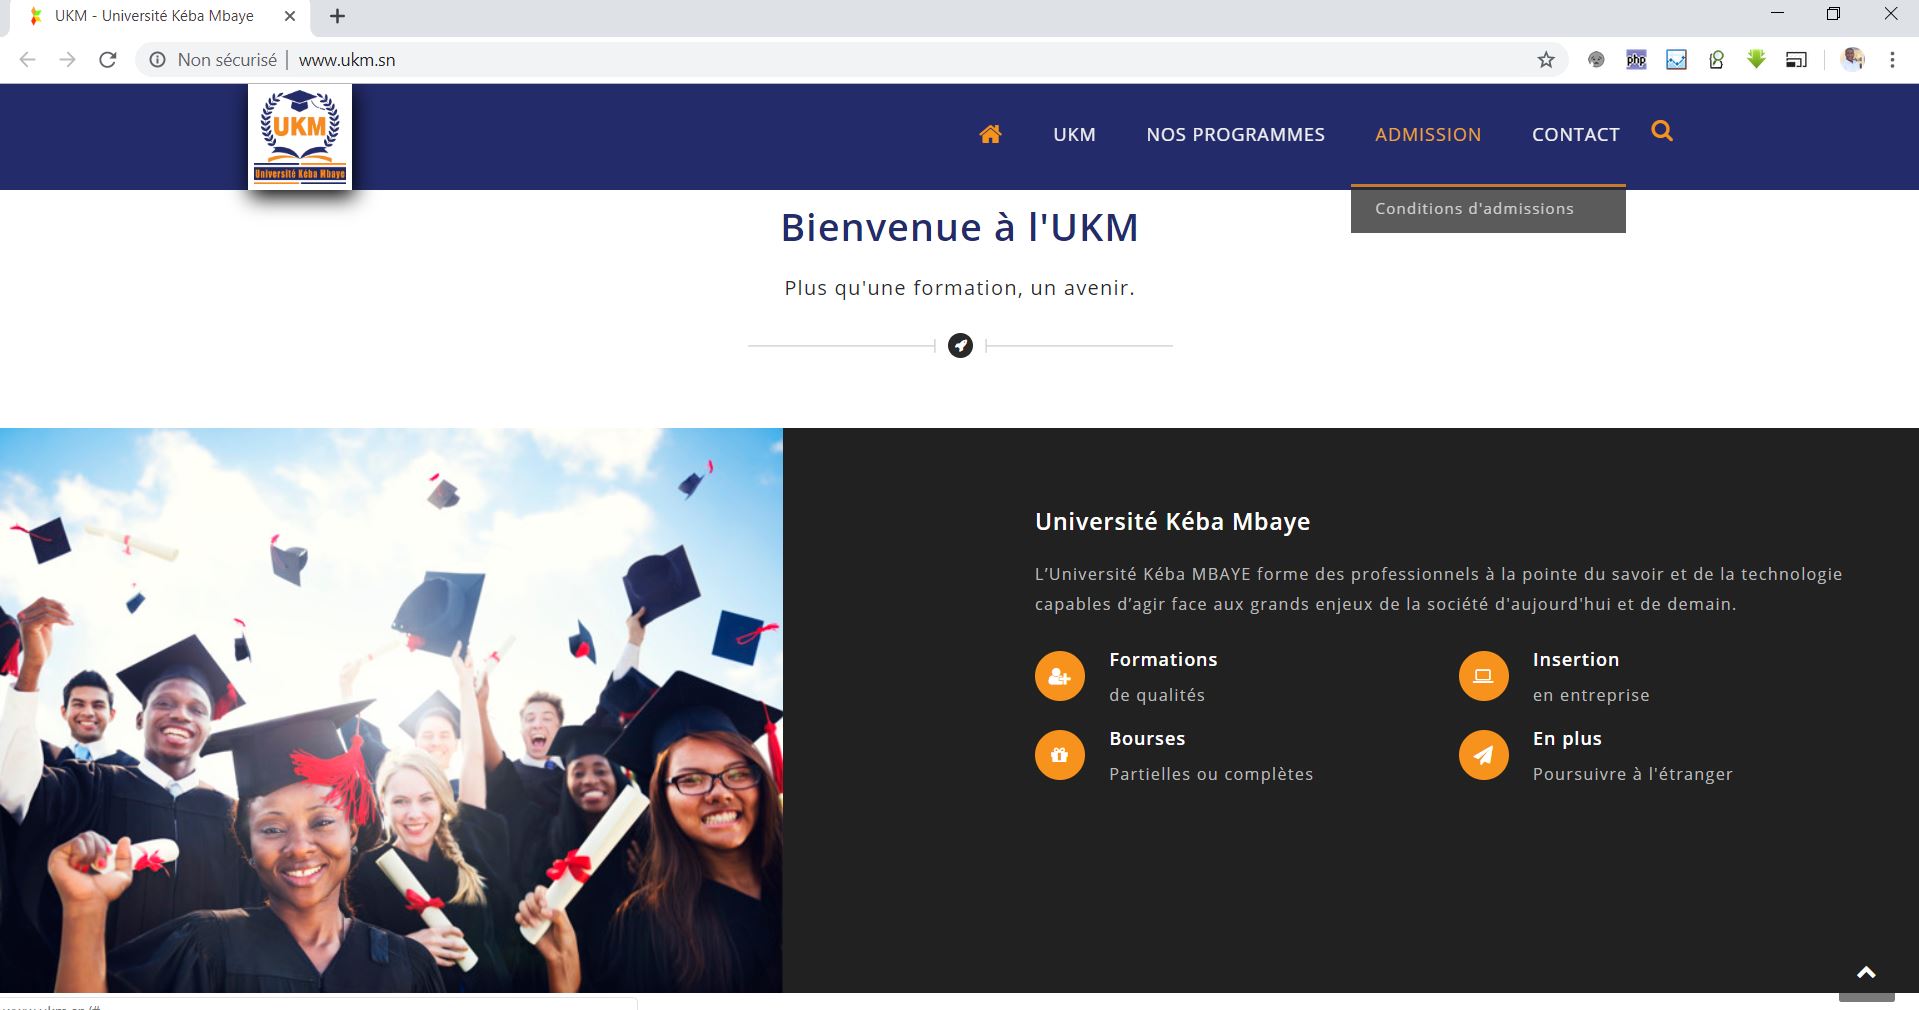 UKM - Université Kéba Mbaye
Non sécurisé | www.ukm.sn
php
UKM
Université Kéba Mbaye
UKM NOS PROGRAMMES ADMISSION CONTACT
Conditions d'admissions
Bienvenue à l'UKM
Plus qu'une formation, un avenir.
Université Kéba Mbaye
L’Université Kéba MBAYE forme des professionnels à la pointe du savoir et de la technologie
capables d’agir face aux grands enjeux de la société d'aujourd'hui et de demain.
Formations
de qualités
Insertion
en entreprise
Bourses
Partielles ou complètes
En plus
Poursuivre à l'étranger